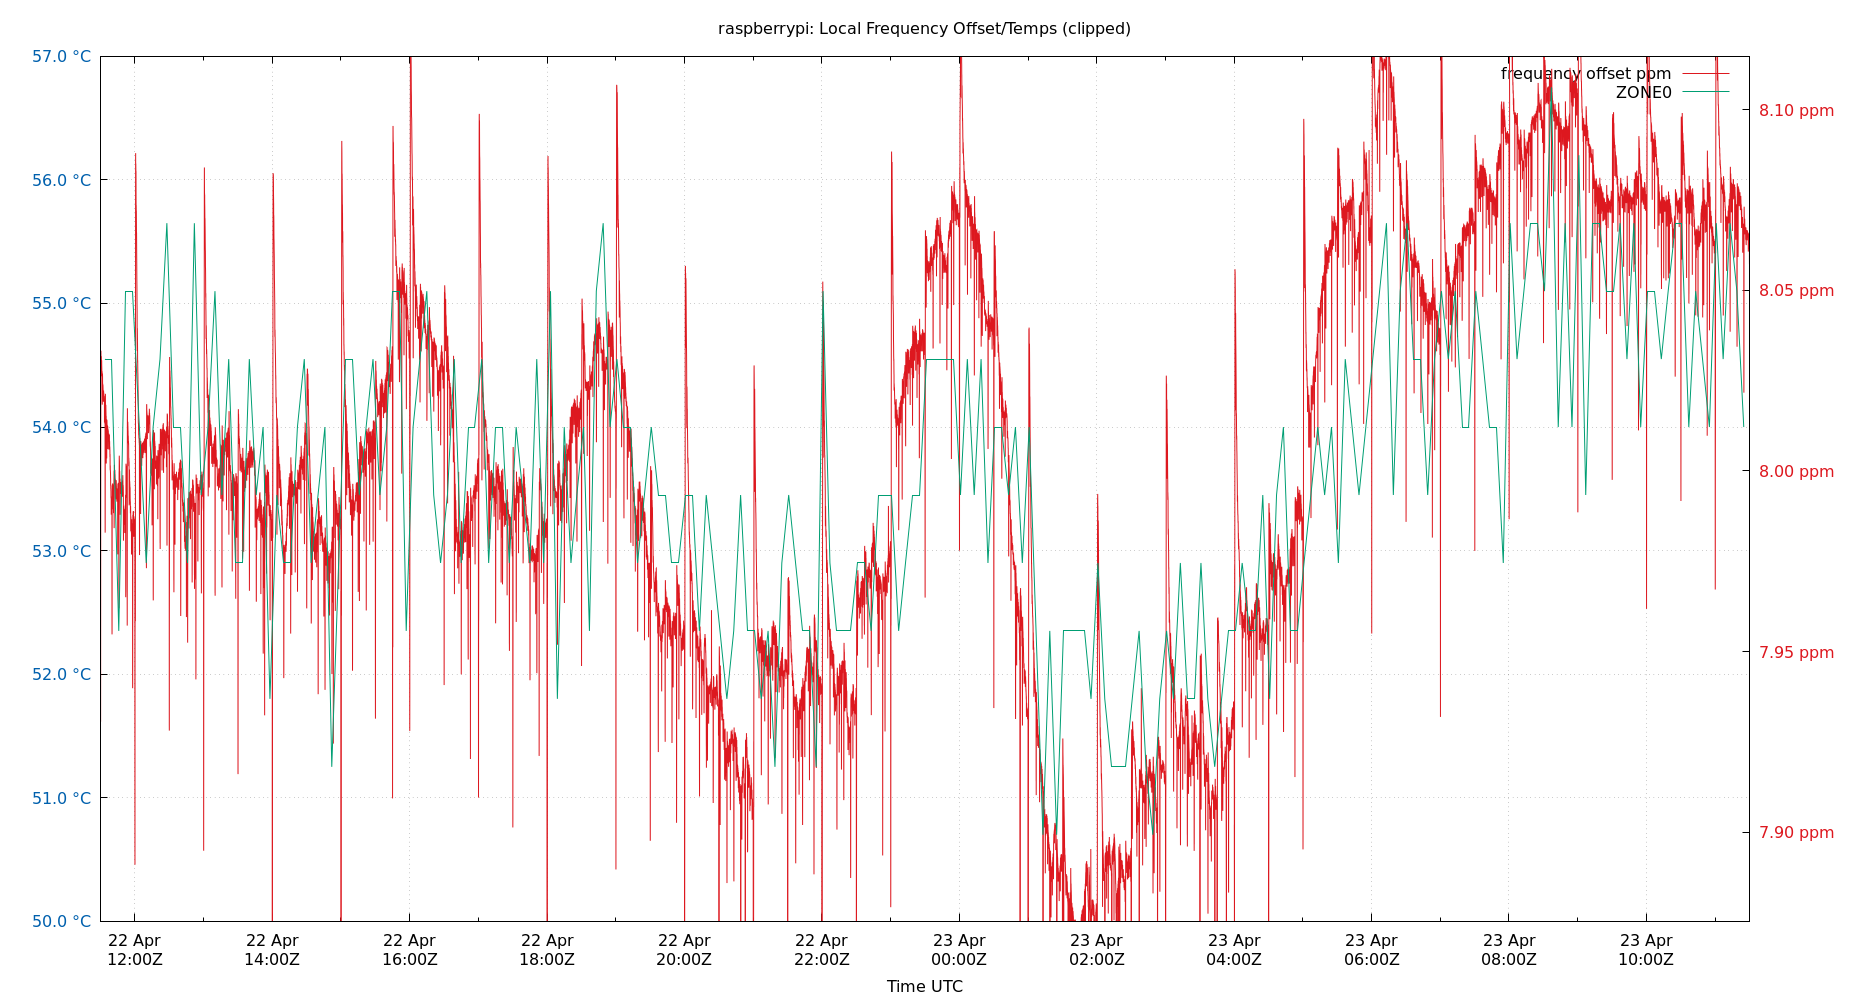 raspberrypi: Local Frequency Offset/Temps (clipped)
57.0 °C
56.0 °C
55.0 °C
54.0 °C
53.0 °C
52.0 °C
51.0 °C
50.0 °C
frequency offset ppm
ZONE0
8.10 ppm
8.05 ppm
8.00 ppm
7.95 ppm
7.90 ppm
22 Apr
12:00Z
22 Apr
14:00Z
22 Apr
16:00Z
22 Apr
18:00Z
22 Apr
20:00Z
22 Apr
22:00Z
23 Apr
00:00Z
23 Apr
02:00Z
23 Apr
04:00Z
23 Apr
06:00Z
23 Apr
08:00Z
23 Apr
10:00Z
Time UTC